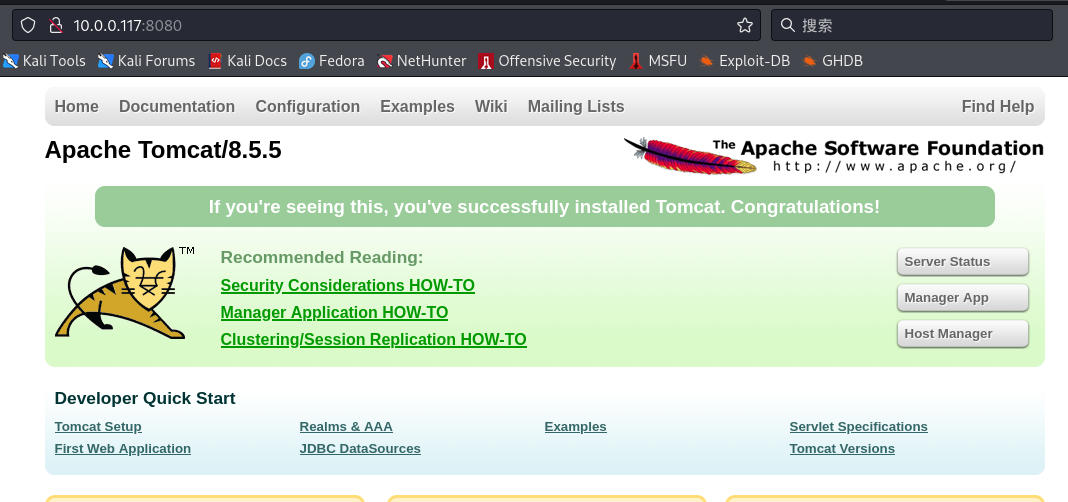 10.0.0.117:8080 搜索
Kali Tools Kali Forums Kali Docs Fedora NetHunter Offensive Security MSFU Exploit-DB GHDB
Home Documentation Configuration Examples Wiki Mailing Lists Find Help
Apache Tomcat/8.5.5
The Apache Software Foundation
http://www.apache.org/
If you're seeing this, you've successfully installed Tomcat. Congratulations!
TM
Recommended Reading:
Security Considerations HOW-TO
Manager Application HOW-TO
Clustering/Session Replication HOW-TO
Server Status
Manager App
Host Manager
Developer Quick Start
Tomcat Setup Realms & AAA Examples Servlet Specifications
First Web Application JDBC DataSources Tomcat Versions